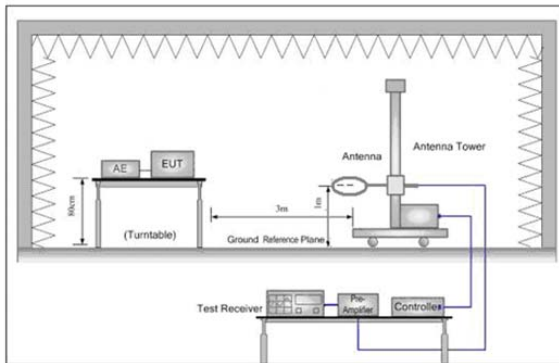 AE
EUT
80cm
(Turntable)
3m
1m
Antenna
Antenna Tower
Ground Reference Plane
Test Receiver
Pre-
Amplifier
Controller